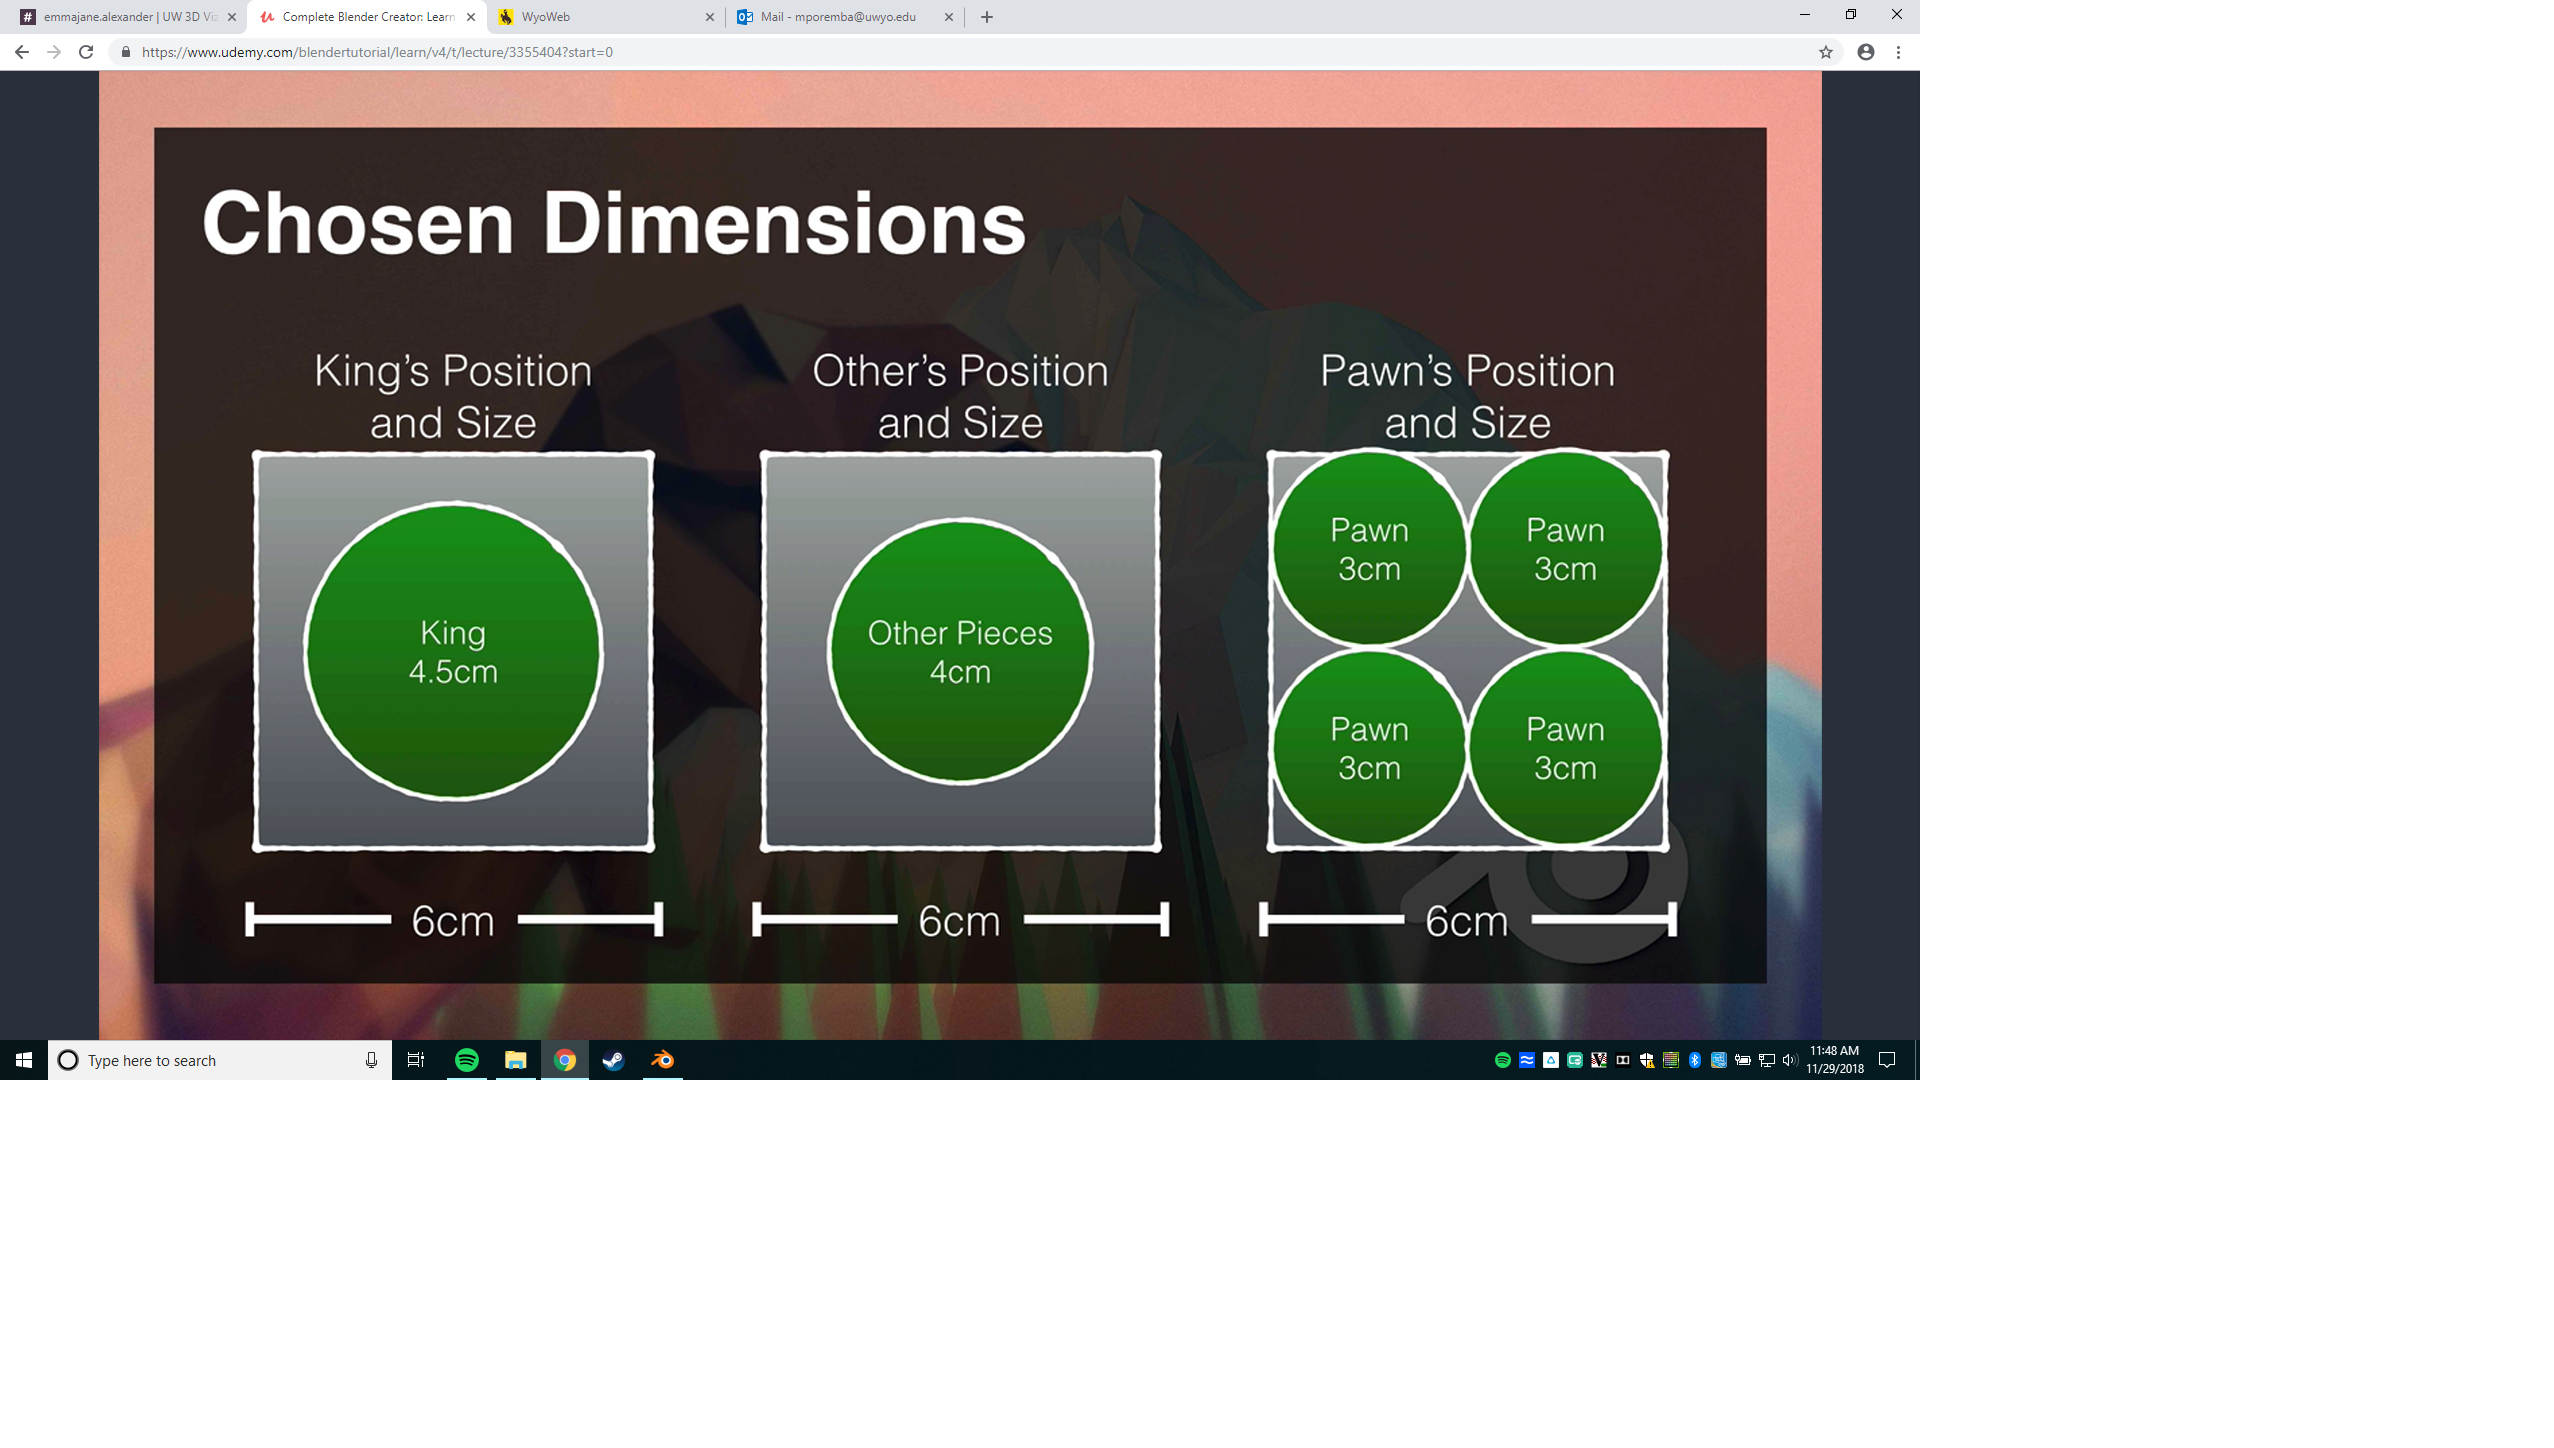 emmajane.alexander | UW 3D Viz
Complete Blender Creator: Learn
WyoWeb
Mail - mporemba@uwyo.edu
https://www.udemy.com/blendertutorial/learn/v4/t/lecture/3355404?start=0
Chosen Dimensions
King's Position
and Size
Other's Position
and Size
Pawn's Position
and Size
King
4.5cm
Other Pieces
4cm
Pawn
3cm
Pawn
3cm
Pawn
3cm
Pawn
3cm
6cm
6cm
6cm
Type here to search
11:48 AM
11/29/2018